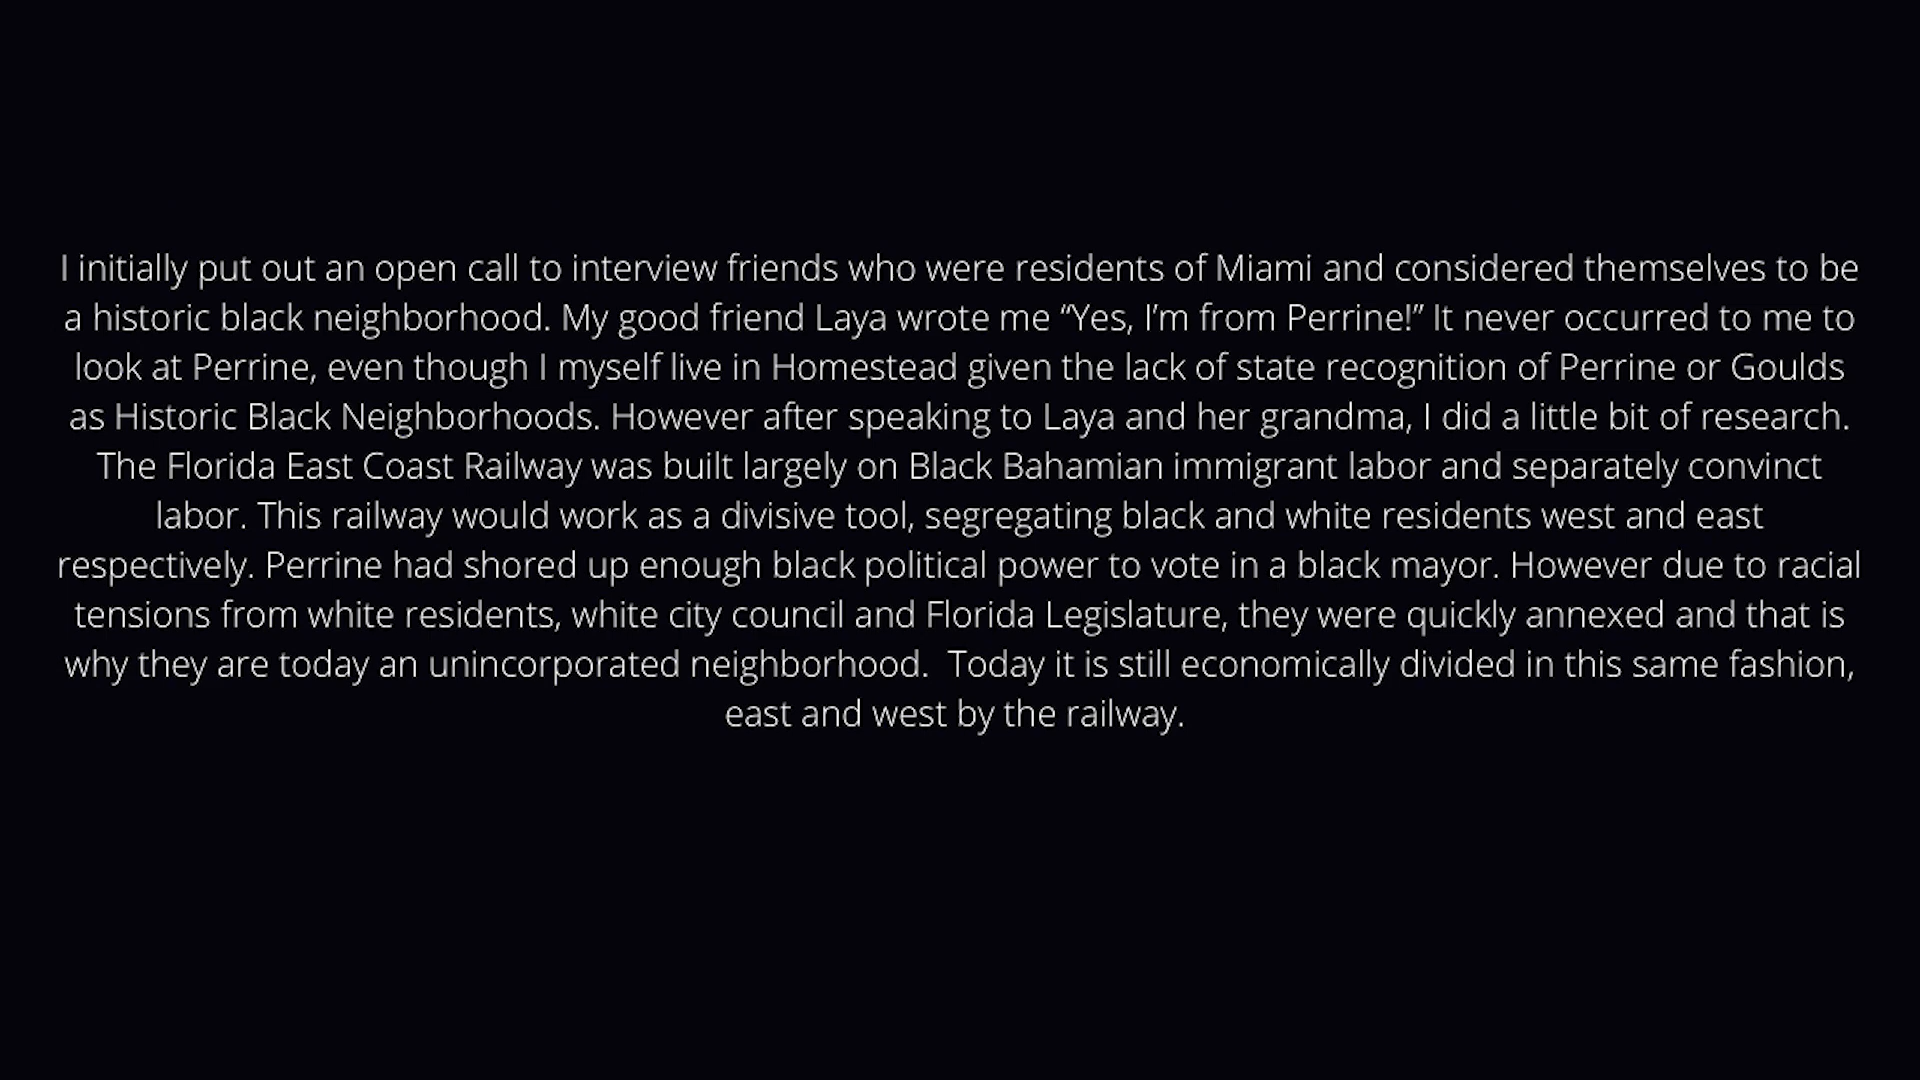 I initially put out an open call to interview friends who were residents of Miami and considered themselves to be
a historic black neighborhood. My good friend Laya wrote me “Yes, I’m from Perrine!” It never occurred to me to
look at Perrine, even though I myself live in Homestead given the lack of state recognition of Perrine or Goulds
as Historic Black Neighborhoods. However after speaking to Laya and her grandma, I did a little bit of research.
The Florida East Coast Railway was built largely on Black Bahamian immigrant labor and separately convinct
labor. This railway would work as a divisive tool, segregating black and white residents west and east
respectively. Perrine had shored up enough black political power to vote in a black mayor. However due to racial
tensions from white residents, white city council and Florida Legislature, they were quickly annexed and that is
why they are today an unincorporated neighborhood.  Today it is still economically divided in this same fashion,
east and west by the railway.